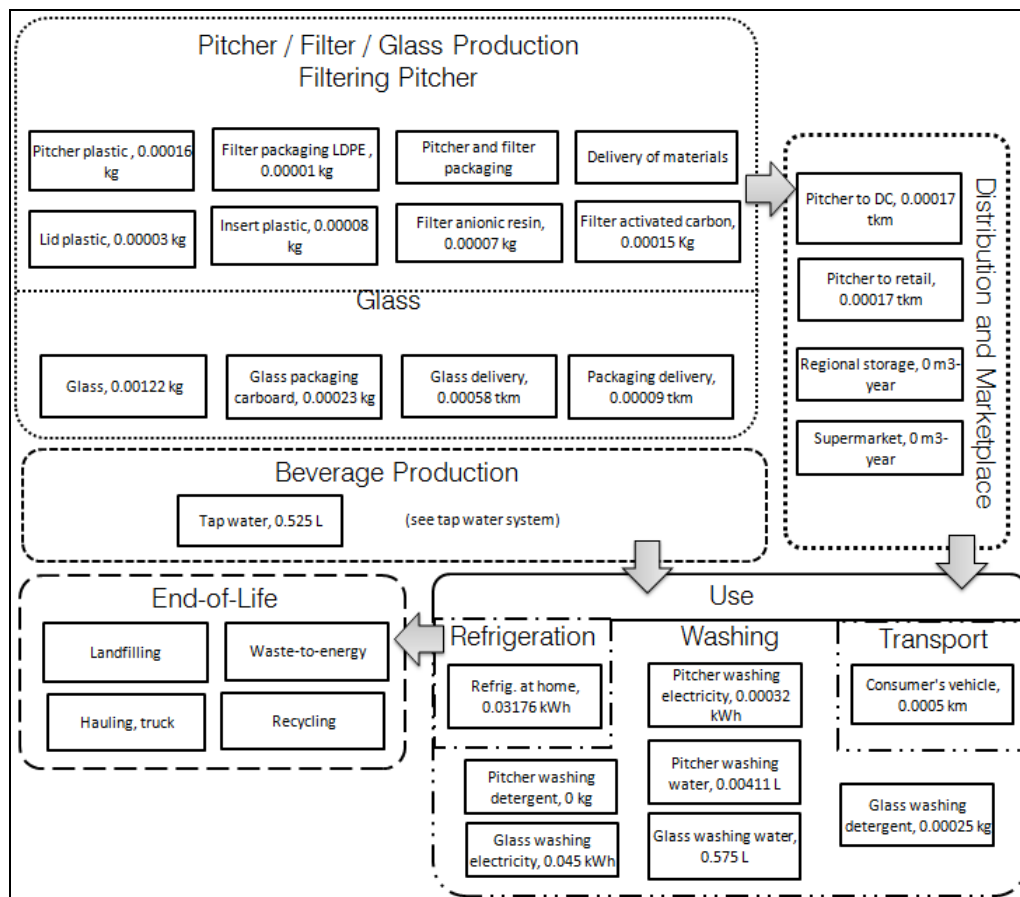 Pitcher / Filter / Glass Production
Filtering Pitcher
Pitcher plastic , 0.00016
kg
Filter packaging LDPE ,
0.00001 kg
Pitcher and filter
packaging
Delivery of materials
Lid plastic, 0.00003 kg
Insert plastic, 0.00008
kg
Filter anionic resin,
0.00007 kg
Filter activated carbon,
0.00015 Kg
Glass
Glass, 0.00122 kg
Glass packaging
carboard, 0.00023 kg
Glass delivery,
0.00058 tkm
Packaging delivery,
0.00009 tkm
Distribution and Marketplace
Pitcher to DC, 0.00017
tkm
Pitcher to retail,
0.00017 tkm
Regional storage, 0 m3-
year
Supermarket, 0 m3-
year
Beverage Production
Tap water, 0.525 L
(see tap water system)
End-of-Life
Landfilling
Waste-to-energy
Hauling, truck
Recycling
Use
Refrigeration
Refrig. at home,
0.03176 kWh
Washing
Pitcher washing
electricity, 0.00032
kWh
Transport
Consumer's vehicle,
0.0005 km
Pitcher washing
detergent, 0 kg
Pitcher washing
water, 0.00411 L
Glass washing
detergent, 0.00025 kg
Glass washing
electricity, 0.045 kWh
Glass washing water,
0.575 L